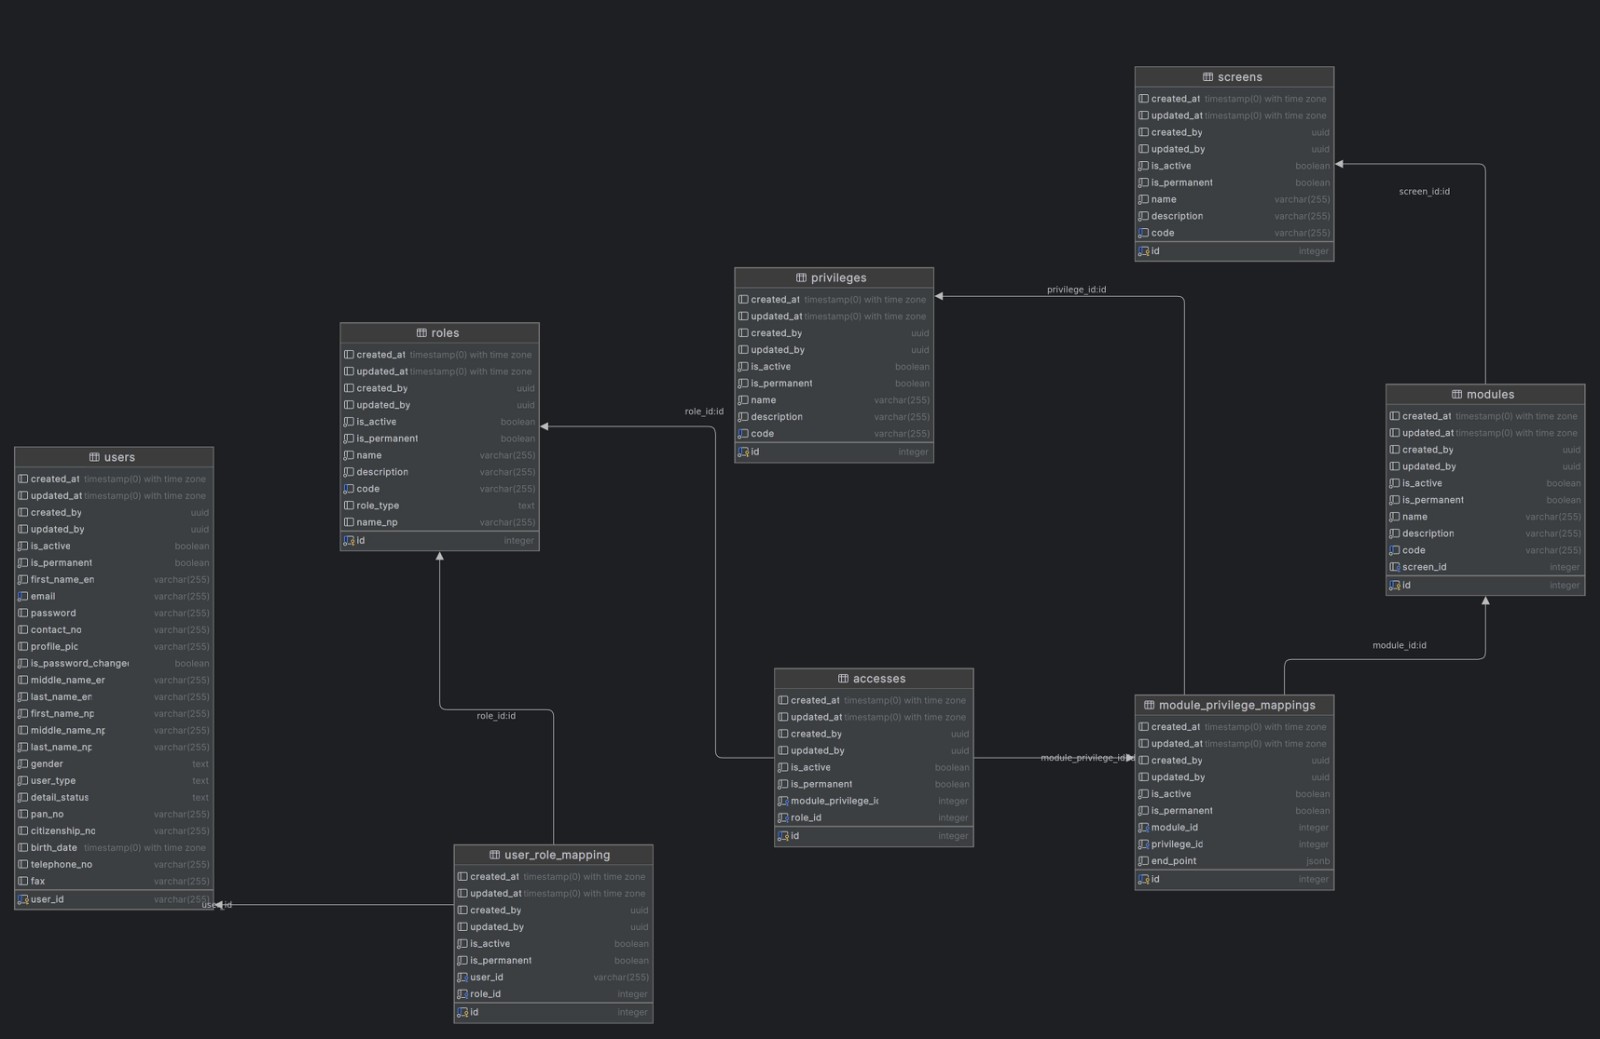 screens
created_at timestamp(0) with time zone
updated_at timestamp(0) with time zone
created_by uuid
updated_by uuid
is_active boolean
is_permanent boolean
name varchar(255)
description varchar(255)
code varchar(255)
id integer
screen_id:id
privileges
created_at timestamp(0) with time zone
updated_at timestamp(0) with time zone
created_by uuid
updated_by uuid
is_active boolean
is_permanent boolean
name varchar(255)
description varchar(255)
code varchar(255)
id integer
privilege_id:id
roles
created_at timestamp(0) with time zone
updated_at timestamp(0) with time zone
created_by uuid
updated_by uuid
is_active boolean
is_permanent boolean
name varchar(255)
description varchar(255)
code varchar(255)
role_type text
name_np varchar(255)
id integer
role_id:id
modules
created_at timestamp(0) with time zone
updated_at timestamp(0) with time zone
created_by uuid
updated_by uuid
is_active boolean
is_permanent boolean
name varchar(255)
description varchar(255)
code varchar(255)
screen_id integer
id integer
module_id:id
users
created_at timestamp(0) with time zone
updated_at timestamp(0) with time zone
created_by uuid
updated_by uuid
is_active boolean
is_permanent boolean
first_name_en varchar(255)
email varchar(255)
password varchar(255)
contact_no varchar(255)
profile_pic varchar(255)
is_password_changed boolean
middle_name_en varchar(255)
last_name_en varchar(255)
first_name_np varchar(255)
middle_name_np varchar(255)
last_name_np varchar(255)
gender text
user_type text
detail_status text
pan_no varchar(255)
citizenship_no varchar(255)
birth_date timestamp(0) with time zone
telephone_no varchar(255)
fax varchar(255)
user_id varchar(255)
user_id
role_id:id
accesses
created_at timestamp(0) with time zone
updated_at timestamp(0) with time zone
created_by uuid
updated_by uuid
is_active boolean
is_permanent boolean
module_privilege_id integer
role_id integer
id integer
module_privilege_id:id
module_privilege_mappings
created_at timestamp(0) with time zone
updated_at timestamp(0) with time zone
created_by uuid
updated_by uuid
is_active boolean
is_permanent boolean
module_id integer
privilege_id integer
end_point jsonb
id integer
user_role_mapping
created_at timestamp(0) with time zone
updated_at timestamp(0) with time zone
created_by uuid
updated_by uuid
is_active boolean
is_permanent boolean
user_id varchar(255)
role_id integer
id integer